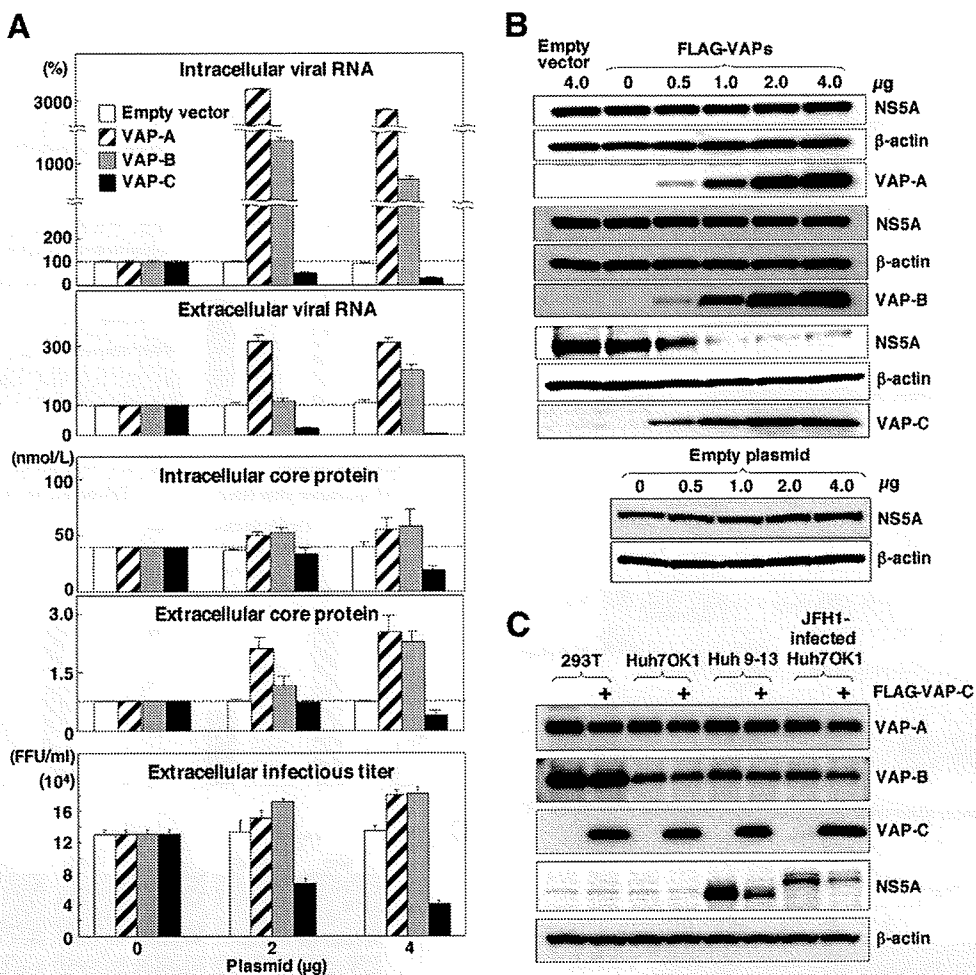 A
Intracellular viral RNA
(%)
3000
1000
200
100
0
Empty vector
VAP-A
VAP-B
VAP-C
Extracellular viral RNA
300
100
0
(nmol/L)
Intracellular core protein
100
50
0
Extracellular core protein
3.0
1.5
0
(FFU/ml)
(10⁴)
Extracellular infectious titer
16
12
8
4
0
0 2 4
Plasmid (µg)
B
Empty vector
FLAG-VAPs
4.0 0 0.5 1.0 2.0 4.0 µg
NS5A
β-actin
VAP-A
NS5A
β-actin
VAP-B
NS5A
β-actin
VAP-C
Empty plasmid
0 0.5 1.0 2.0 4.0 µg
NS5A
β-actin
C
293T Huh7OK1 Huh 9-13 JFH1-infected Huh7OK1
+ + + + FLAG-VAP-C
VAP-A
VAP-B
VAP-C
NS5A
β-actin